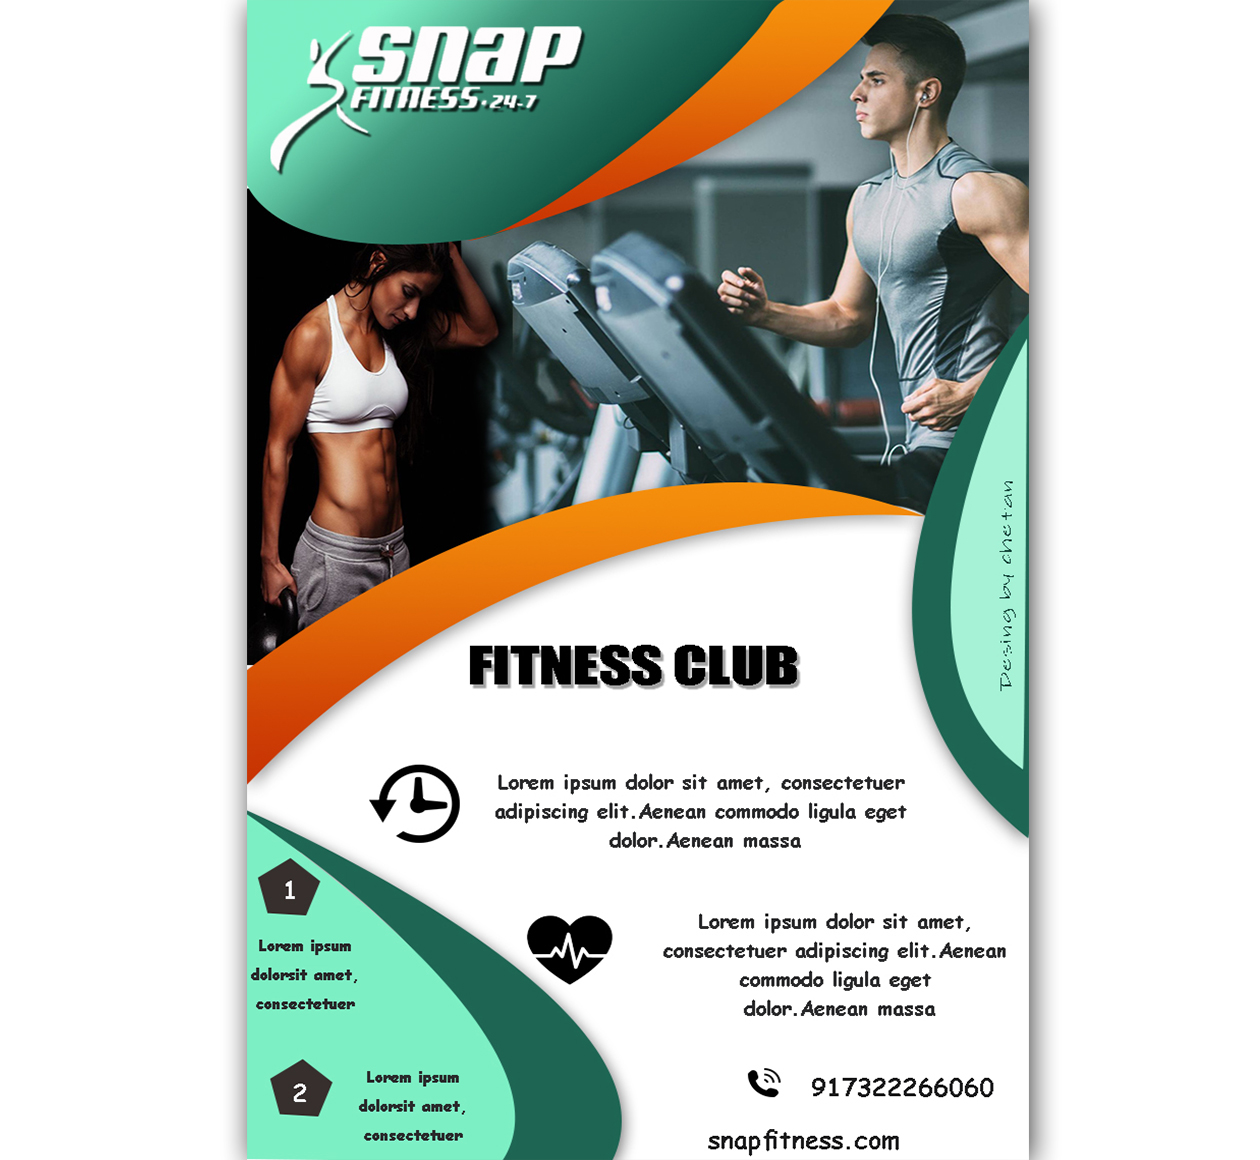 snap
FITNESS·24-7
Desing by chetan
FITNESS CLUB
Lorem ipsum dolor sit amet, consectetuer
adipiscing elit.Aenean commodo ligula eget
dolor.Aenean massa
1
Lorem ipsum
dolorsit amet,
consectetuer
Lorem ipsum dolor sit amet,
consectetuer adipiscing elit.Aenean
commodo ligula eget
dolor.Aenean massa
2
Lorem ipsum
dolorsit amet,
consectetuer
917322266060
snapfitness.com